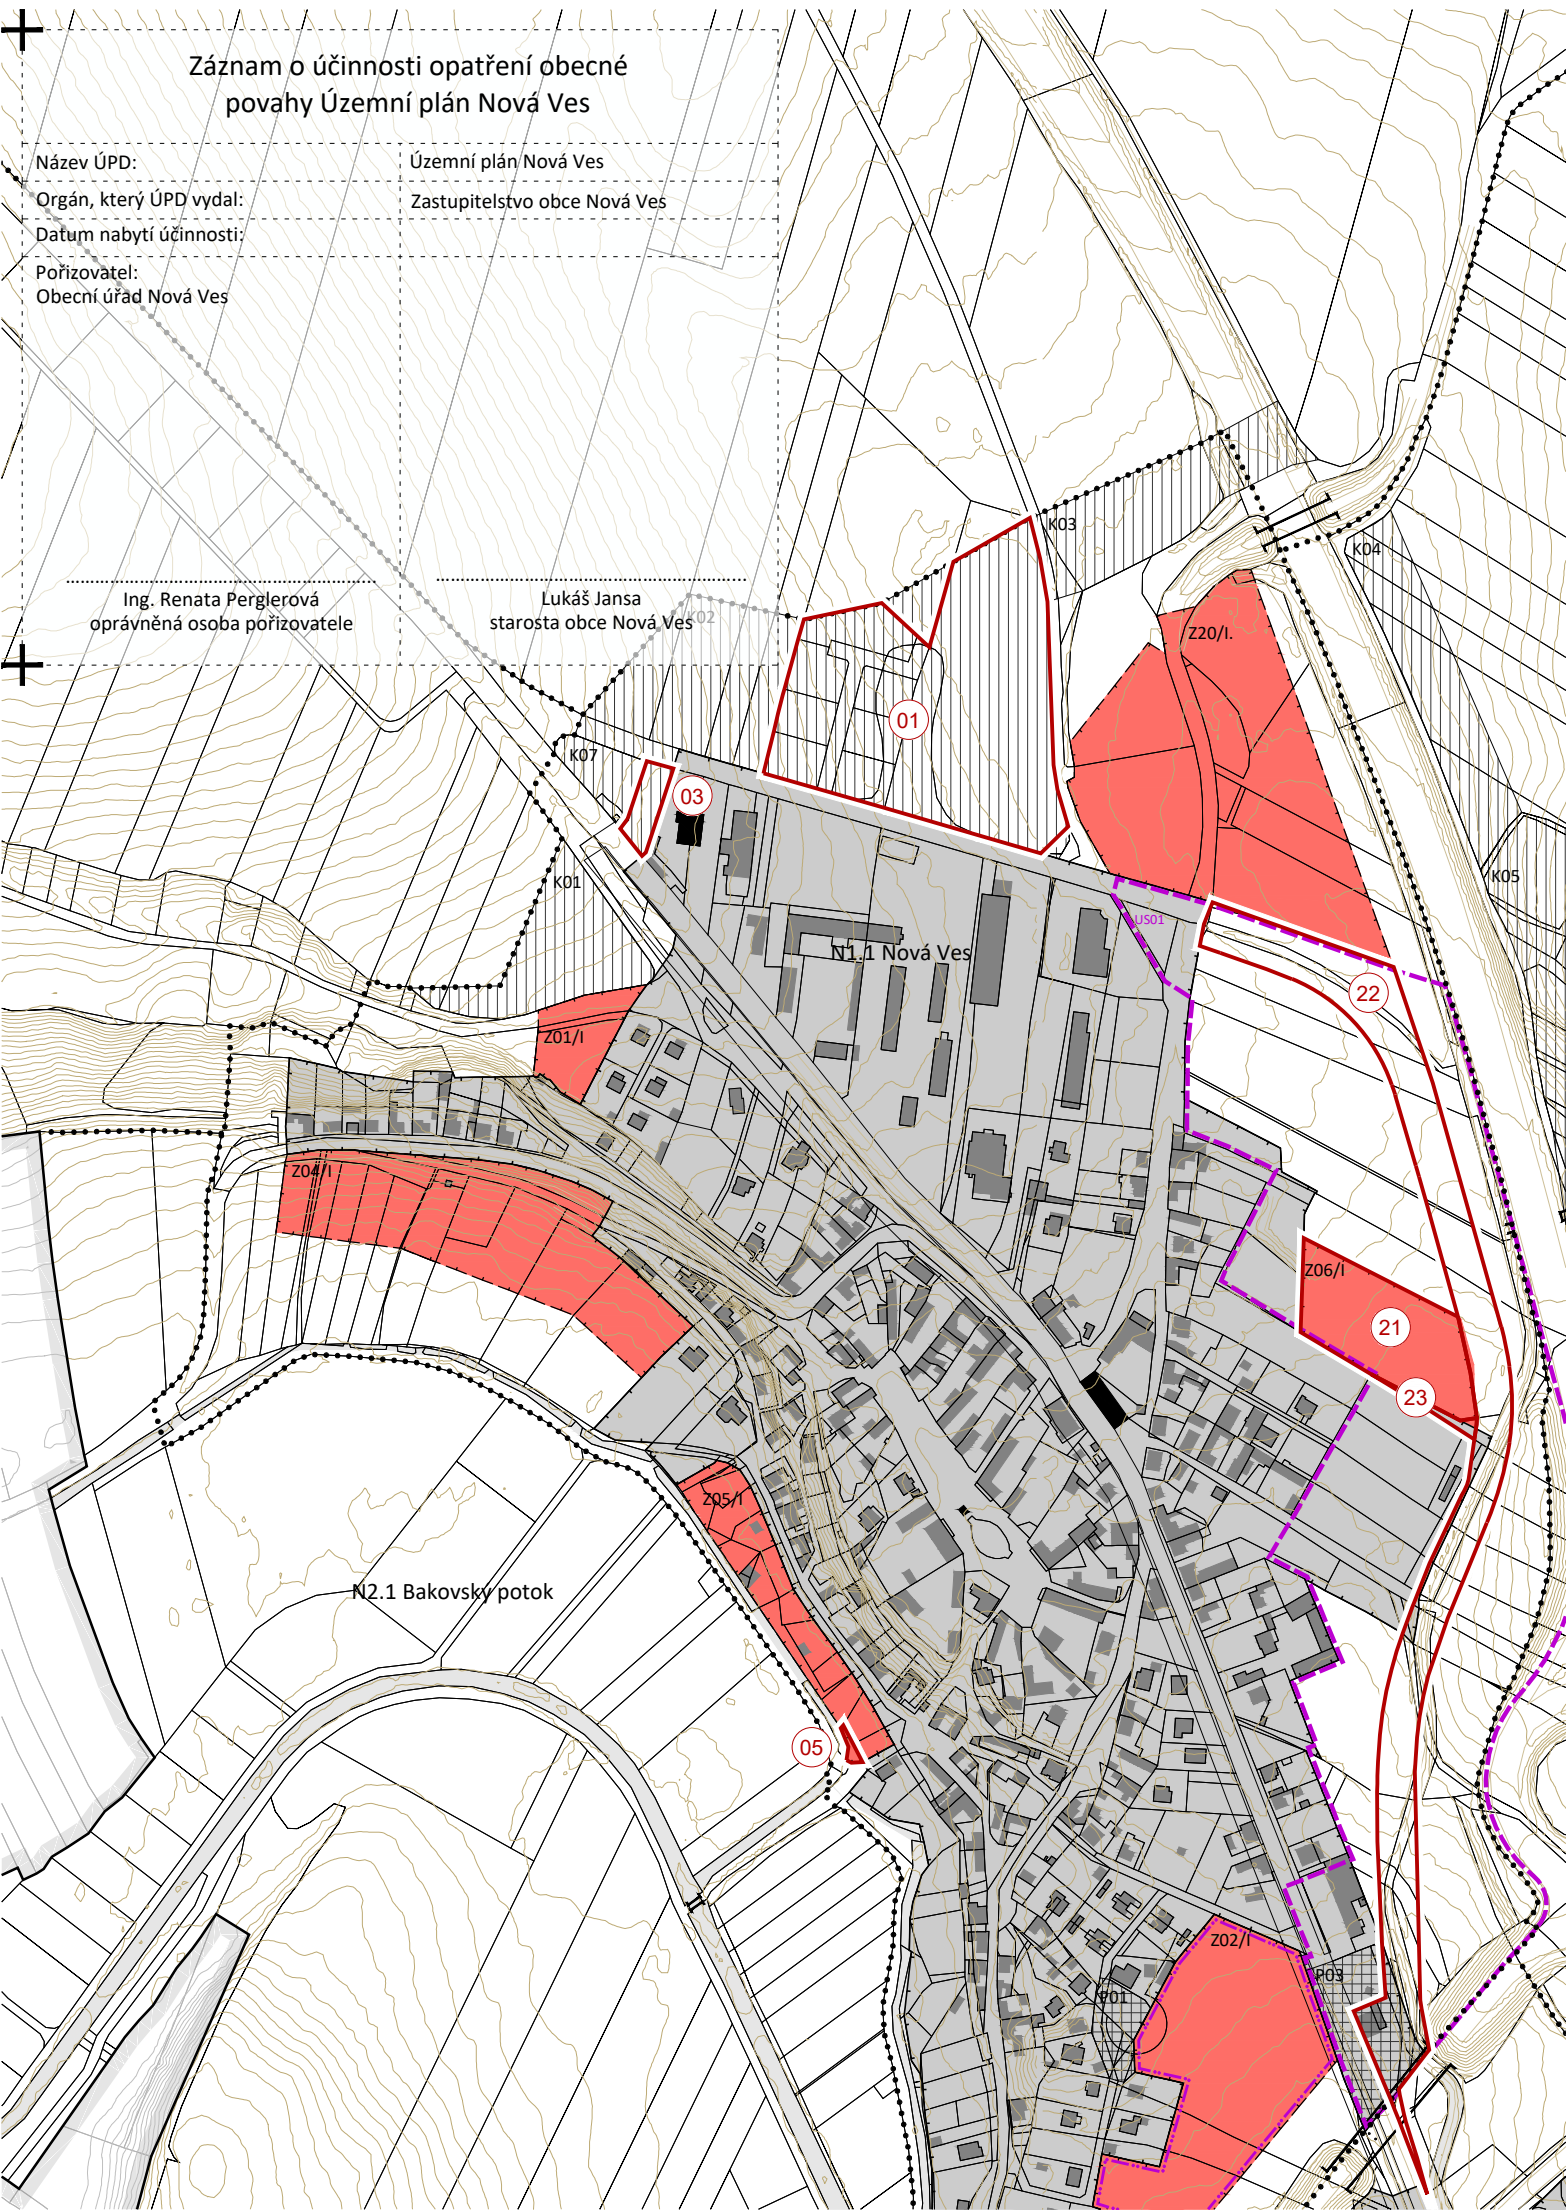 Záznam o účinnosti opatření obecné
povahy Územní plán Nová Ves
Název ÚPD:
Územní plán Nová Ves
Orgán, který ÚPD vydal:
Zastupitelstvo obce Nová Ves
Datum nabytí účinnosti:
Pořizovatel:
Obecní úřad Nová Ves
Ing. Renata Perglerová
oprávněná osoba pořizovatele
Lukáš Jansa
starosta obce Nová Ves
K02
K03
K04
Z20/I.
01
K07
03
K01
K05
US01
N1.1 Nová Ves
22
Z01/I
Z04/I
Z06/I
21
23
Z05/I
N2.1 Bakovský potok
05
Z02/I
P03
P01